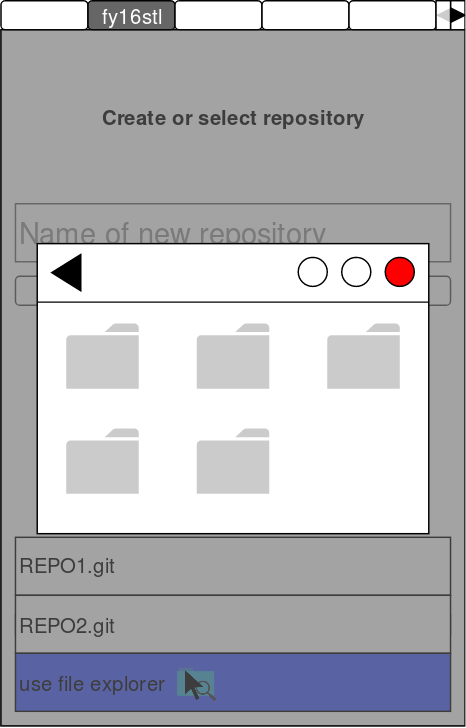 fy16stl
Create or select repository
Name of new repository
REPO1.git
REPO2.git
use file explorer